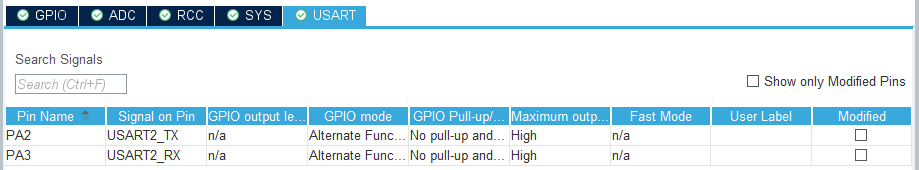 GPIO ADC RCC SYS USART
Search Signals
Search (Ctrl+F)
Show only Modified Pins
Pin Name Signal on Pin GPIO output le... GPIO mode GPIO Pull-up/... Maximum outp... Fast Mode User Label Modified
PA2 USART2_TX n/a Alternate Func... No pull-up and... High n/a
PA3 USART2_RX n/a Alternate Func... No pull-up and... High n/a